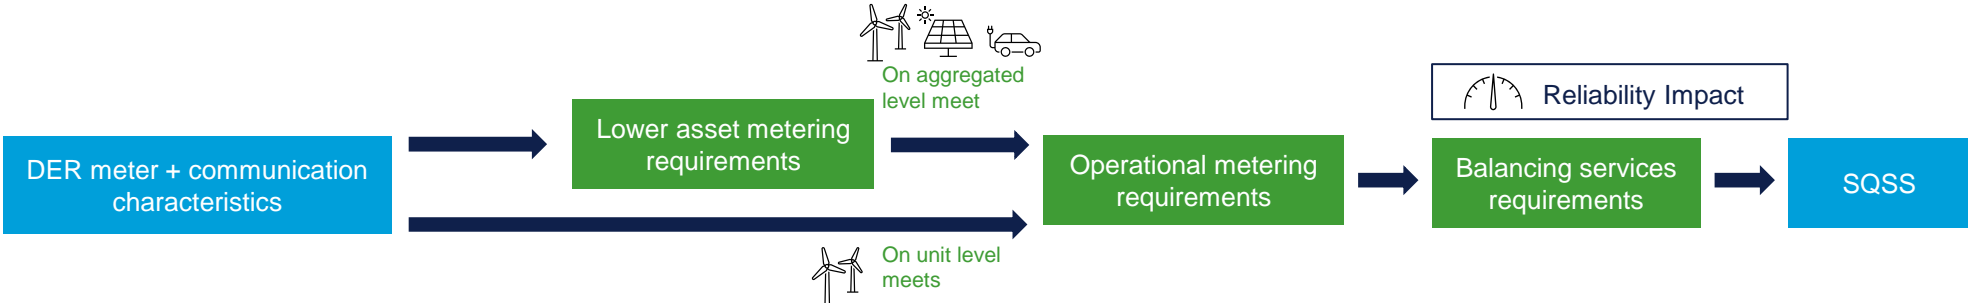 DER meter + communication
characteristics
Lower asset metering
requirements
On aggregated
level meet
On unit level
meets
Operational metering
requirements
Reliability Impact
Balancing services
requirements
SQSS